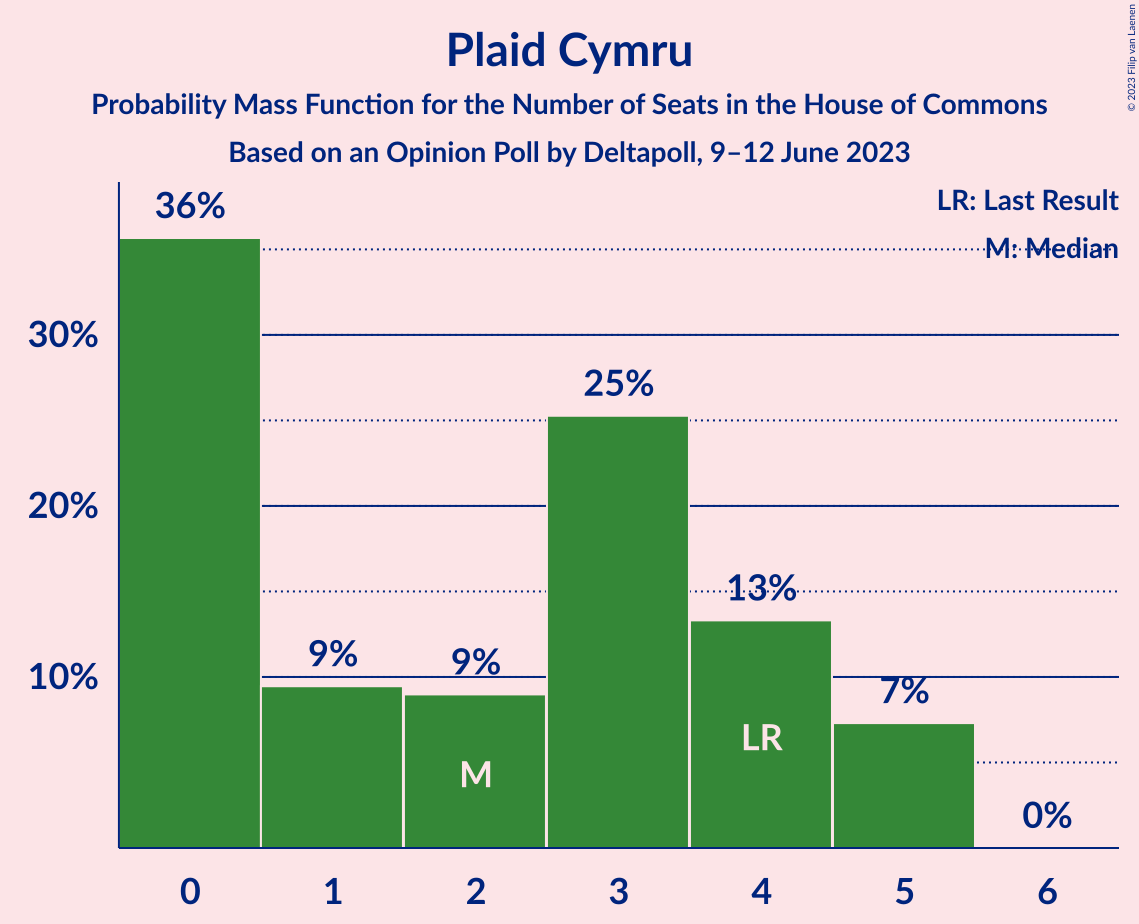 Plaid Cymru
Probability Mass Function for the Number of Seats in the House of Commons
Based on an Opinion Poll by Deltapoll, 9–12 June 2023
© 2023 Filip van Laenen
LR: Last Result
M: Median
36%
30%
25%
20%
13%
9%
9%
10%
7%
LR
M
0%
0 1 2 3 4 5 6